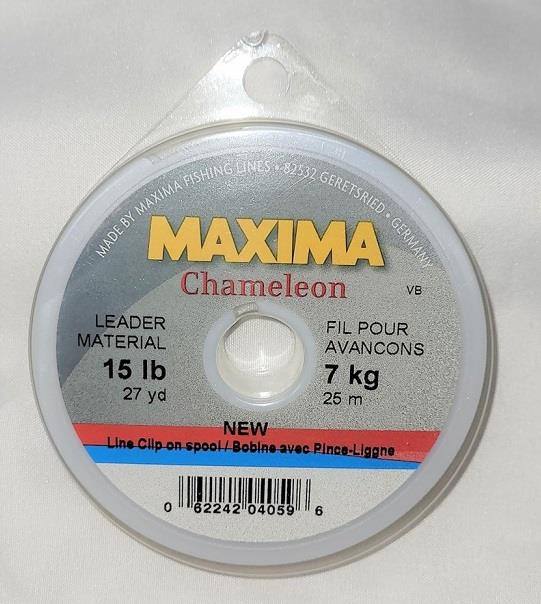 MADE BY MAXIMA FISHING LINES • 82532 GERETSRIED • GERMANY
MAXIMA
Chameleon
VB
LEADER
MATERIAL
15 lb
27 yd
FIL POUR
AVANCONS
7 kg
25 m
NEW
Line Clip on spool / Bobine avec Pince-Liggne
0 62242 04059 6